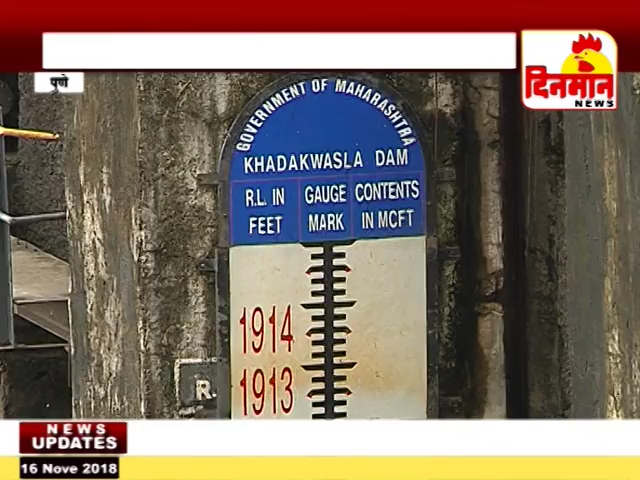 पुणे
दिनमान
NEWS
GOVERNMENT OF MAHARASHTRA
KHADAKWASLA DAM
R.L. IN
FEET
GAUGE
MARK
CONTENTS
IN MCFT
1914
1913
R.
NEWS
UPDATES
16 Nove 2018